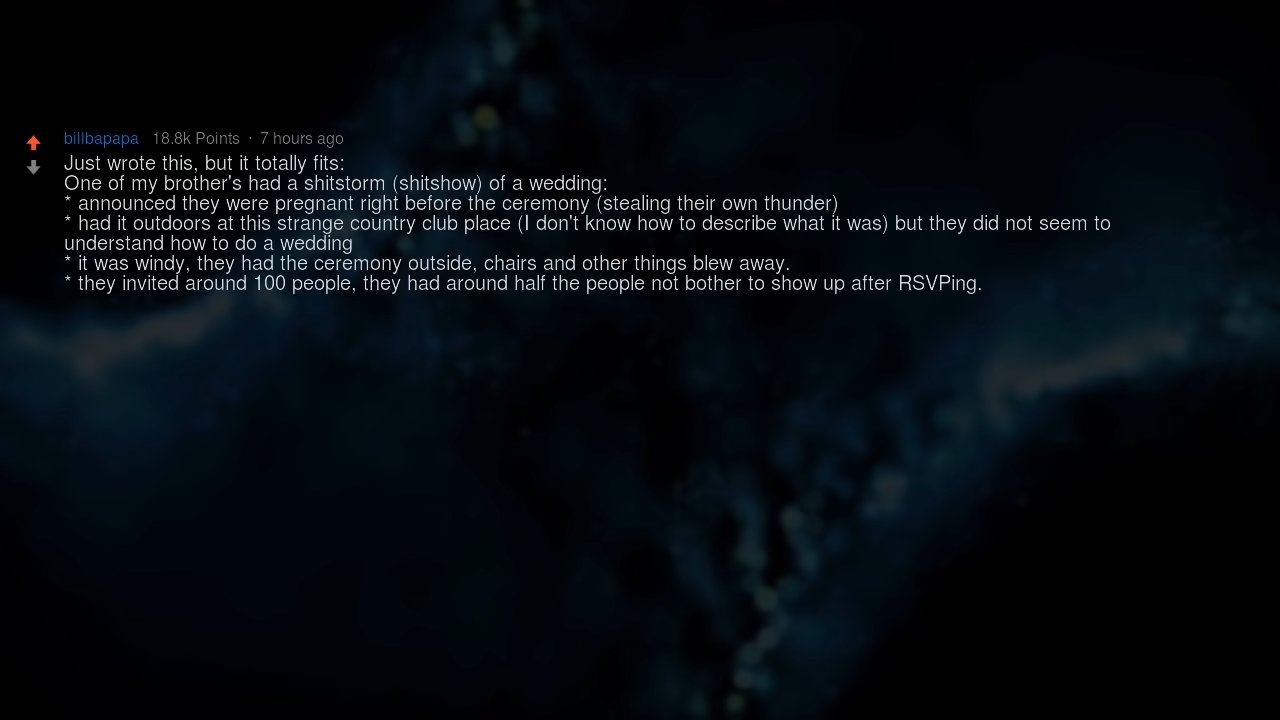 billbapapa 18.8k Points · 7 hours ago
Just wrote this, but it totally fits:
One of my brother's had a shitstorm (shitshow) of a wedding:
* announced they were pregnant right before the ceremony (stealing their own thunder)
* had it outdoors at this strange country club place (I don't know how to describe what it was) but they did not seem to
understand how to do a wedding
* it was windy, they had the ceremony outside, chairs and other things blew away.
* they invited around 100 people, they had around half the people not bother to show up after RSVPing.